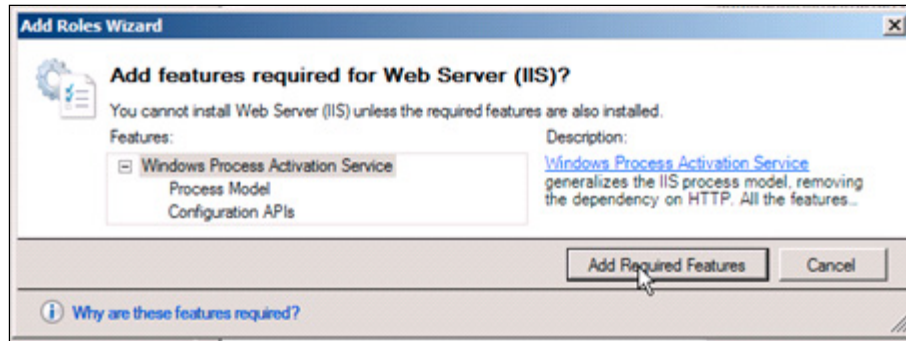 Add Roles Wizard
Add features required for Web Server (IIS)?
You cannot install Web Server (IIS) unless the required features are also installed.
Features:
Windows Process Activation Service
Process Model
Configuration APIs
Description:
Windows Process Activation Service
generalizes the IIS process model, removing
the dependency on HTTP. All the features...
Add Required Features
Cancel
Why are these features required?